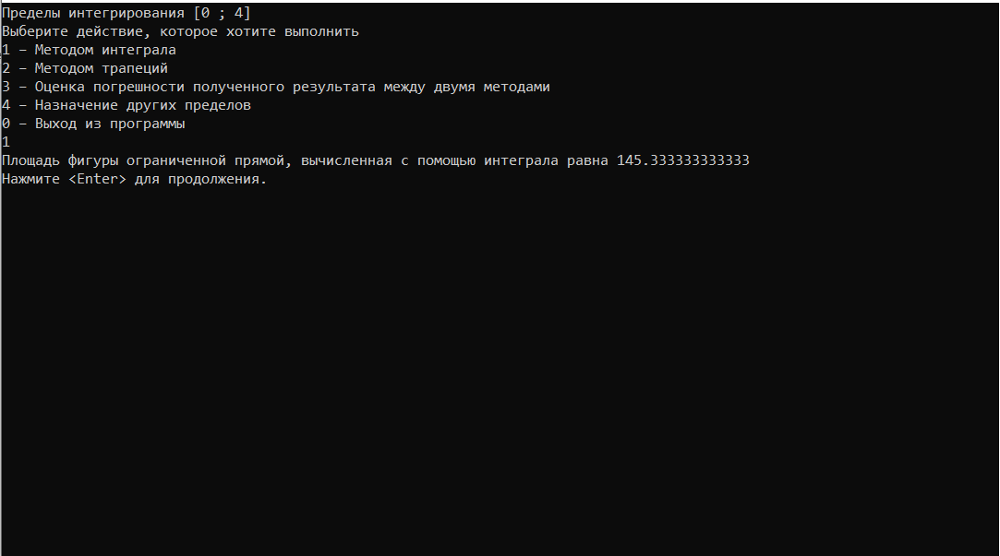 Пределы интегрирования [0 ; 4]
Выберите действие, которое хотите выполнить
1 – Методом интеграла
2 – Методом трапеций
3 – Оценка погрешности полученного результата между двумя методами
4 – Назначение других пределов
0 – Выход из программы
1
Площадь фигуры ограниченной прямой, вычисленная с помощью интеграла равна 145.333333333333
Нажмите <Enter> для продолжения.